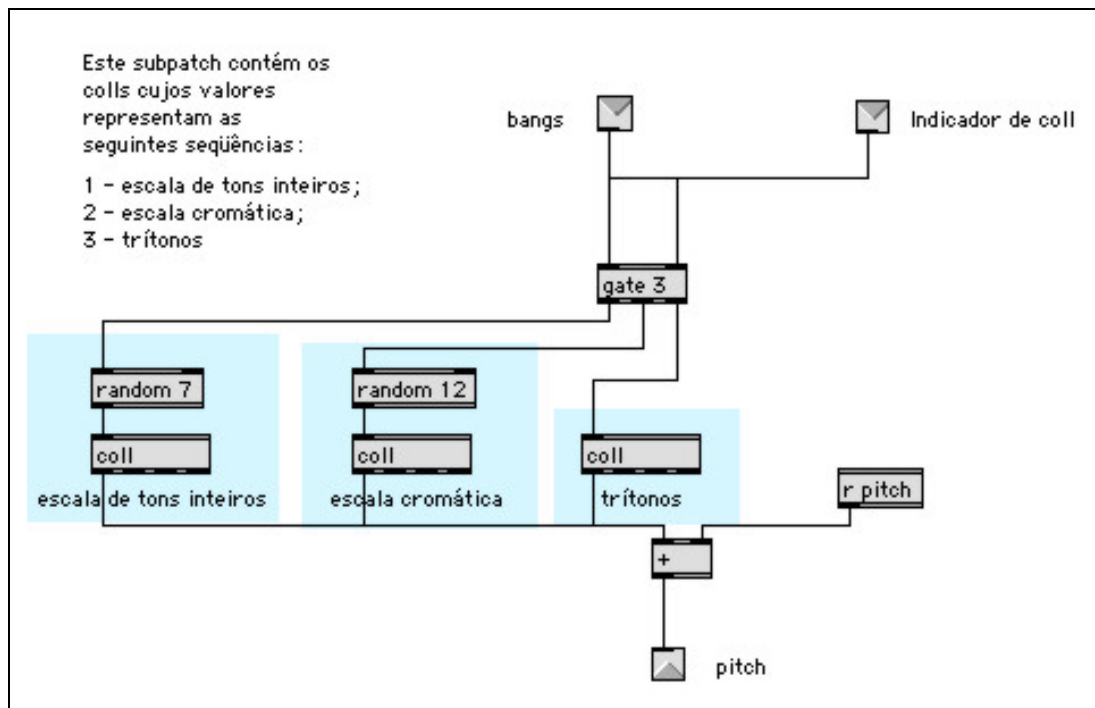 Este subpatch contém os
colls cujos valores
representam as
seguintes seqüências:
1 - escala de tons inteiros;
2 - escala cromática;
3 - trítonos
bangs
Indicador de coll
gate 3
random 7
random 12
coll
coll
coll
escala de tons inteiros
escala cromática
trítonos
r pitch
+
pitch